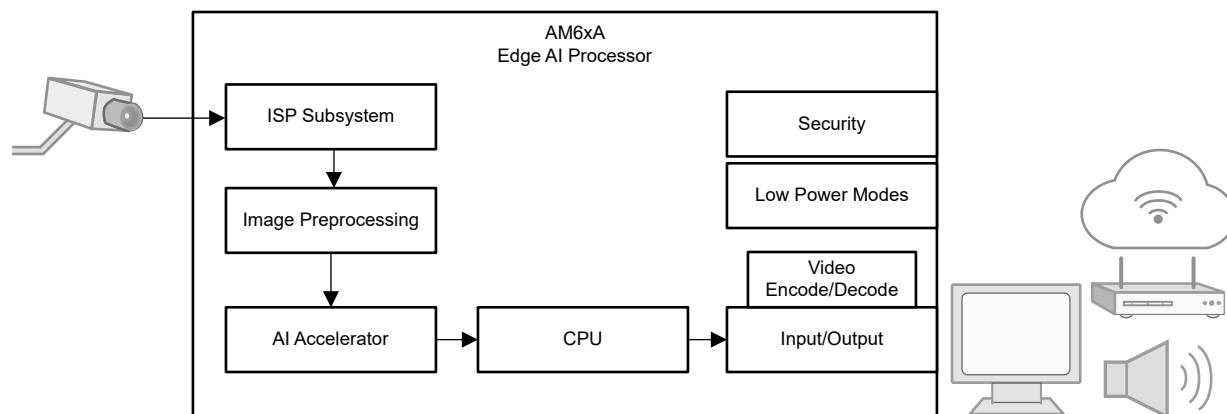 AM6xA
Edge AI Processor
ISP Subsystem
Security
Image Preprocessing
Low Power Modes
Video
Encode/Decode
AI Accelerator
CPU
Input/Output